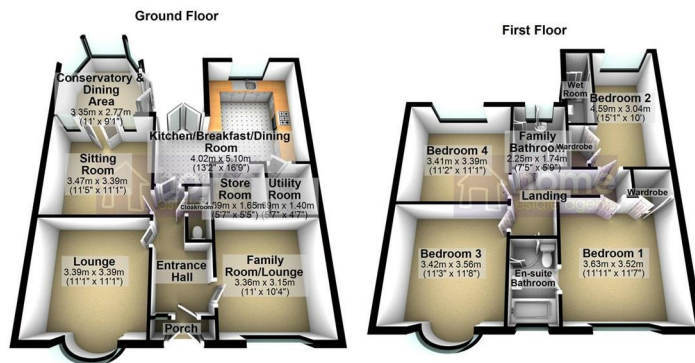 Ground Floor
Conservatory &
Dining
Area
3.35m x 2.77m
(11' x 9'1")
Kitchen/Breakfast/Dining
Room
4.02m x 5.10m
(13'2" x 16'9")
Sitting
Room
3.47m x 3.39m
(11'5" x 11'1")
Store
Room
x 1.65m
(5'7" x 5'5")
Utility
Room
x 1.40m
x 4'7")
Cloakroom
Lounge
3.39m x 3.39m
(11'1" x 11'1")
Entrance
Hall
Family
Room/Lounge
3.36m x 3.15m
(11' x 10'4")
Porch
First Floor
Wet
Room
Bedroom 2
4.59m x 3.04m
(15'1" x 10')
Bedroom 4
3.41m x 3.39m
(11'2" x 11'1")
Family
Bathroom
2.25m x 1.74m
(7'5" x 5'9")
Wardrobe
Wardrobe
Landing
Bedroom 3
3.42m x 3.56m
(11'3" x 11'8")
En-suite
Bathroom
Bedroom 1
3.63m x 3.52m
(11'11" x 11'7")